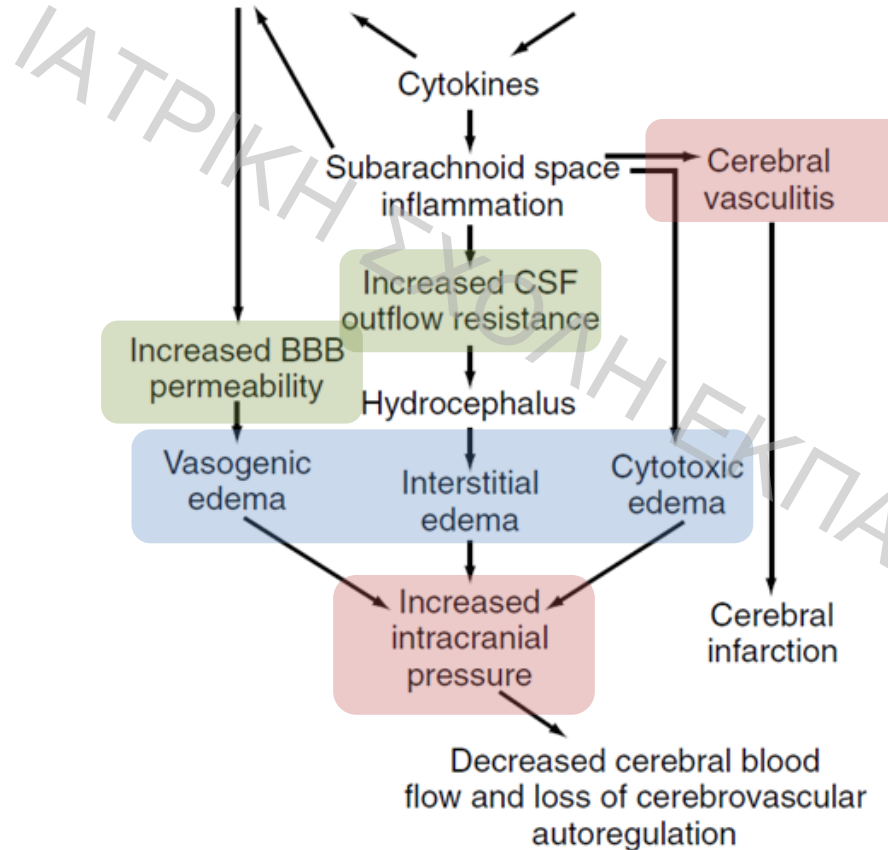 Cytokines
Subarachnoid space
inflammation
Cerebral
vasculitis
Increased CSF
outflow resistance
Increased BBB
permeability
Hydrocephalus
Vasogenic
edema
Interstitial
edema
Cytotoxic
edema
Increased
intracranial
pressure
Cerebral
infarction
Decreased cerebral blood
flow and loss of cerebrovascular
autoregulation
ΙΑΤΡΙΚΗ ΣΧΟΛΗ ΕΚΠΑ